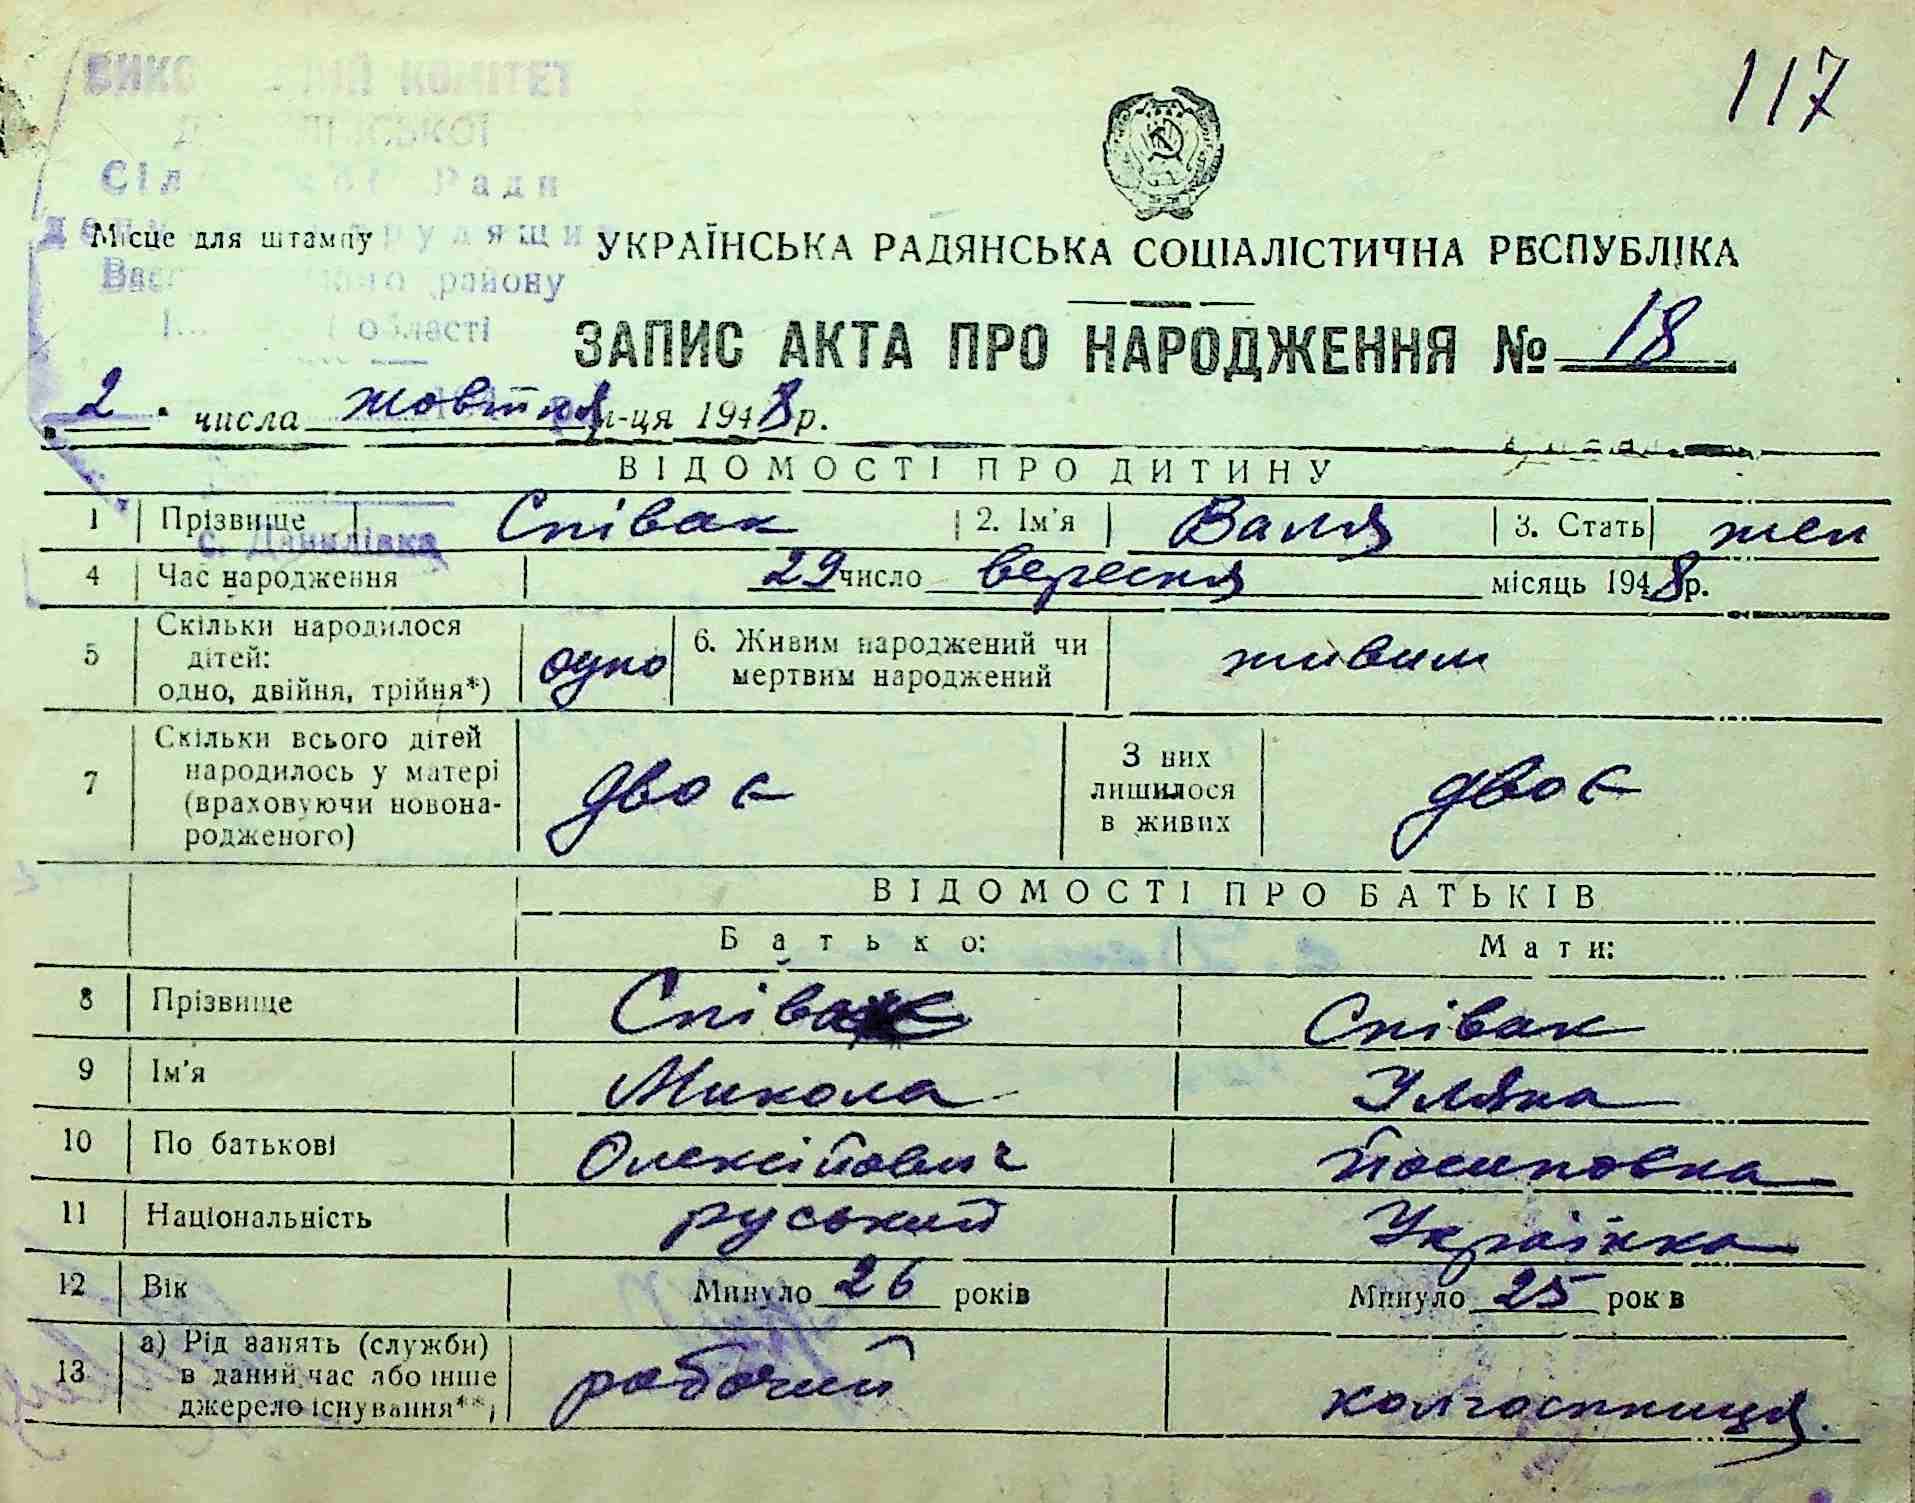 117
КОМІТЕТ
Ради
району
області
Місце для штампу
УКРАЇНСЬКА РАДЯНСЬКА СОЦІАЛІСТИЧНА РЕСПУБЛІКА
ЗАПИС АКТА ПРО НАРОДЖЕННЯ № 18
2 числа жовтня м-ця 1948 р.
ВІДОМОСТІ ПРО ДИТИНУ
1 Прізвище Співак 2. Ім'я Валя 3. Стать жен
с. Данилівка
4 Час народження 29 число вересня місяць 1948 р.
5 Скільки народилося дітей: одно, двійня, трійня*) одно 6. Живим народжений чи мертвим народжений живим
7 Скільки всього дітей народилось у матері (враховуючи новонародженого) двоє З них лишилося в живих двоє
ВІДОМОСТІ ПРО БАТЬКІВ
Батько: Мати:
8 Прізвище Співак Співак
9 Ім'я Микола Уляна
10 По батькові Олексійович Йосиповна
11 Національність руський Українка
12 Вік Минуло 26 років Минуло 25 років
13 а) Рід занять (служби) в даний час або інше джерело існування**) рабочий колгоспниця.